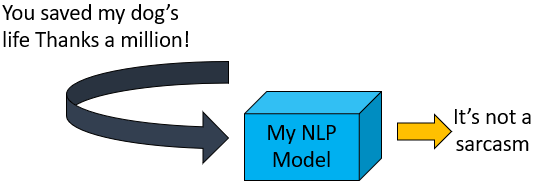 You saved my dog’s
life Thanks a million!
My NLP
Model
It’s not a
sarcasm